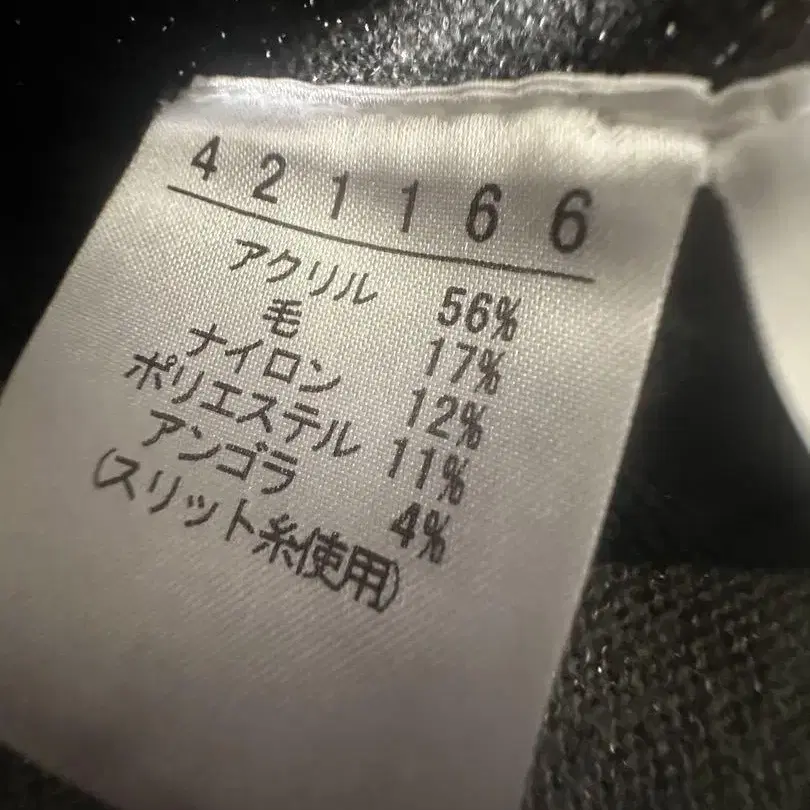 421166
アクリル 56%
毛 17%
ナイロン 12%
ポリエステル 11%
アンゴラ 4%
(スリット糸使用)